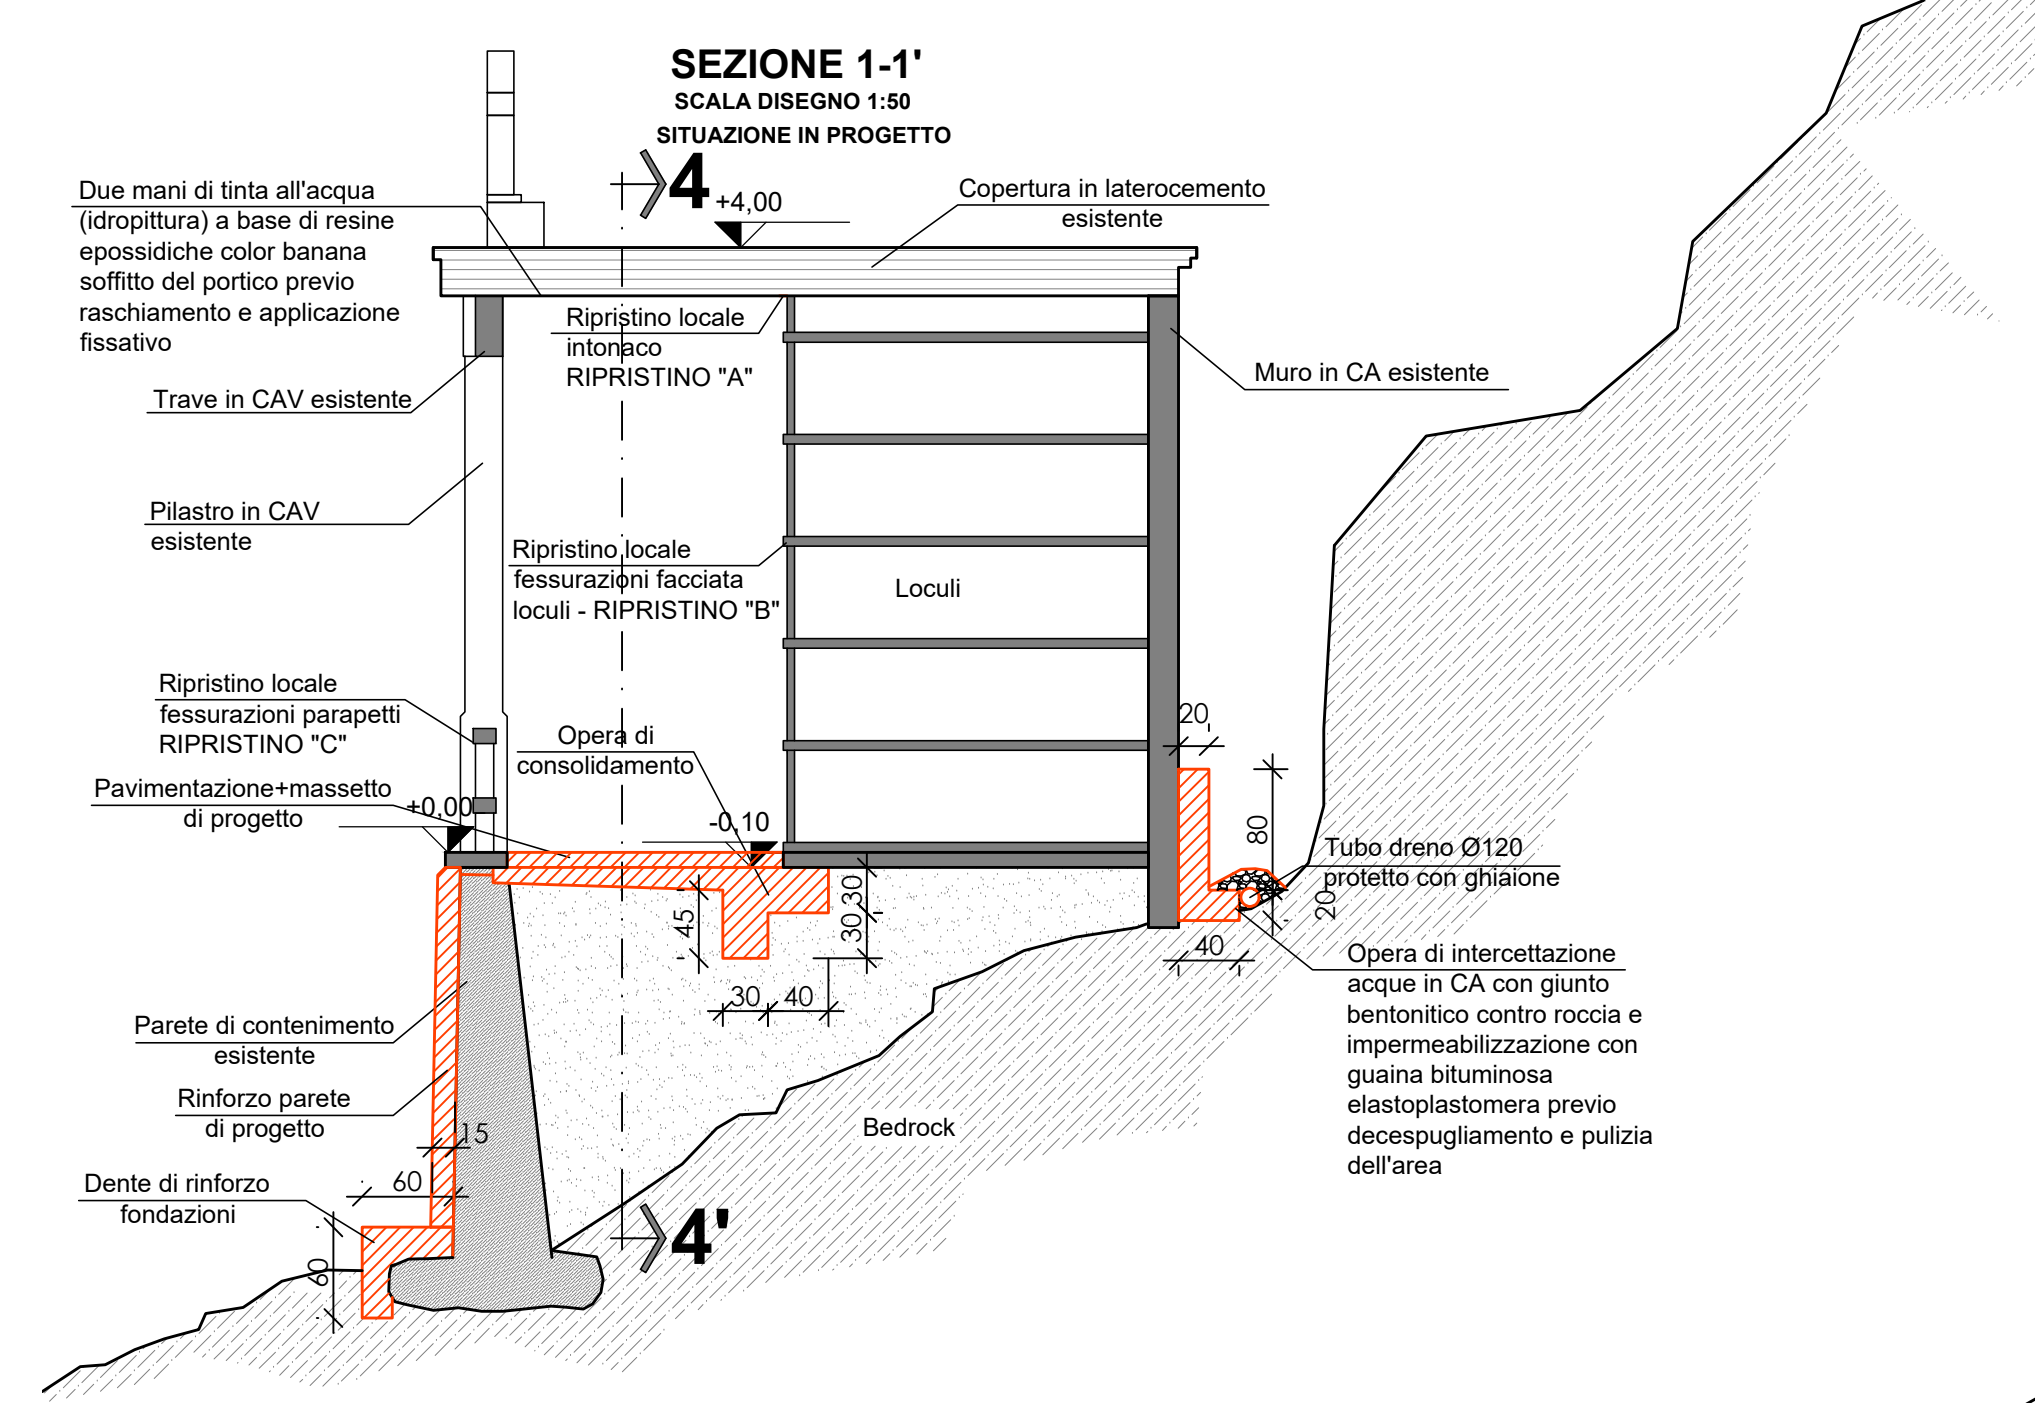 SEZIONE 1-1'
SCALA DISEGNO 1:50
SITUAZIONE IN PROGETTO
4
+4,00
Due mani di tinta all'acqua
(idropittura) a base di resine
epossidiche color banana
soffitto del portico previo
raschiamento e applicazione
fissativo
Copertura in laterocemento
esistente
Ripristino locale
intonaco
RIPRISTINO "A"
Trave in CAV esistente
Muro in CA esistente
Pilastro in CAV
esistente
Ripristino locale
fessurazioni facciata
loculi - RIPRISTINO "B"
Loculi
Ripristino locale
fessurazioni parapetti
RIPRISTINO "C"
Opera di
consolidamento
20
Pavimentazione+massetto
di progetto
+0,00
-0,10
80
Tubo dreno Ø120
protetto con ghiaione
20
45
30
30
40
30
40
Opera di intercettazione
acque in CA con giunto
bentonitico contro roccia e
impermeabilizzazione con
guaina bituminosa
elastoplastomera previo
decespugliamento e pulizia
dell'area
Parete di contenimento
esistente
Rinforzo parete
di progetto
Bedrock
15
60
Dente di rinforzo
fondazioni
60
4'